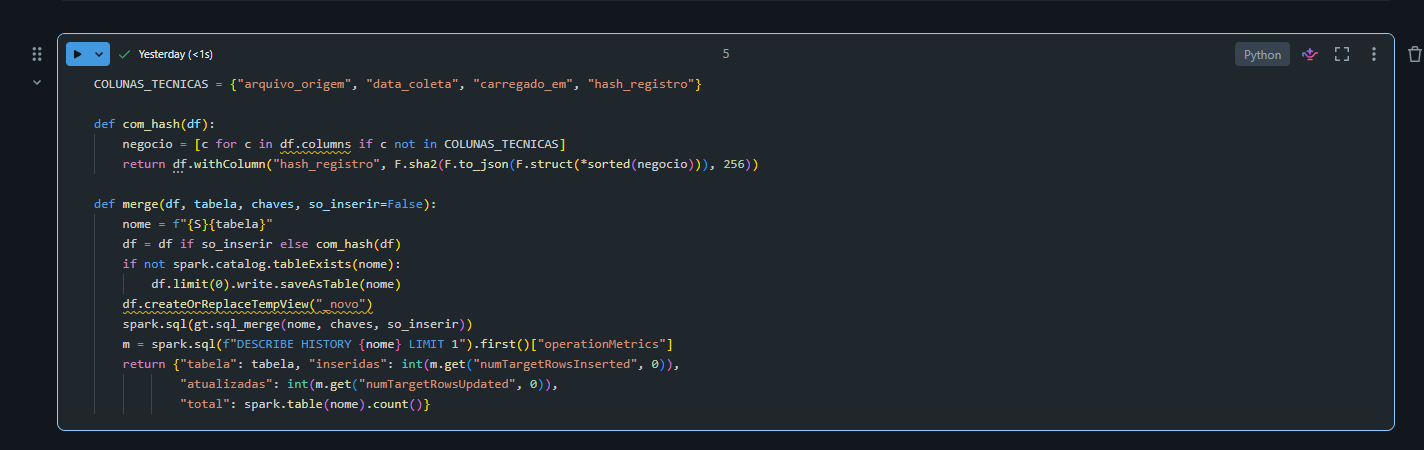 Yesterday (<1s)
5
Python
COLUNAS_TECNICAS = {"arquivo_origem", "data_coleta", "carregado_em", "hash_registro"}
def com_hash(df):
    negocio = [c for c in df.columns if c not in COLUNAS_TECNICAS]
    return df.withColumn("hash_registro", F.sha2(F.to_json(F.struct(*sorted(negocio))), 256))
def merge(df, tabela, chaves, so_inserir=False):
    nome = f"{S}{tabela}"
    df = df if so_inserir else com_hash(df)
    if not spark.catalog.tableExists(nome):
        df.limit(0).write.saveAsTable(nome)
    df.createOrReplaceTempView("_novo")
    spark.sql(gt.sql_merge(nome, chaves, so_inserir))
    m = spark.sql(f"DESCRIBE HISTORY {nome} LIMIT 1").first()["operationMetrics"]
    return {"tabela": tabela, "inseridas": int(m.get("numTargetRowsInserted", 0)),
            "atualizadas": int(m.get("numTargetRowsUpdated", 0)),
            "total": spark.table(nome).count()}